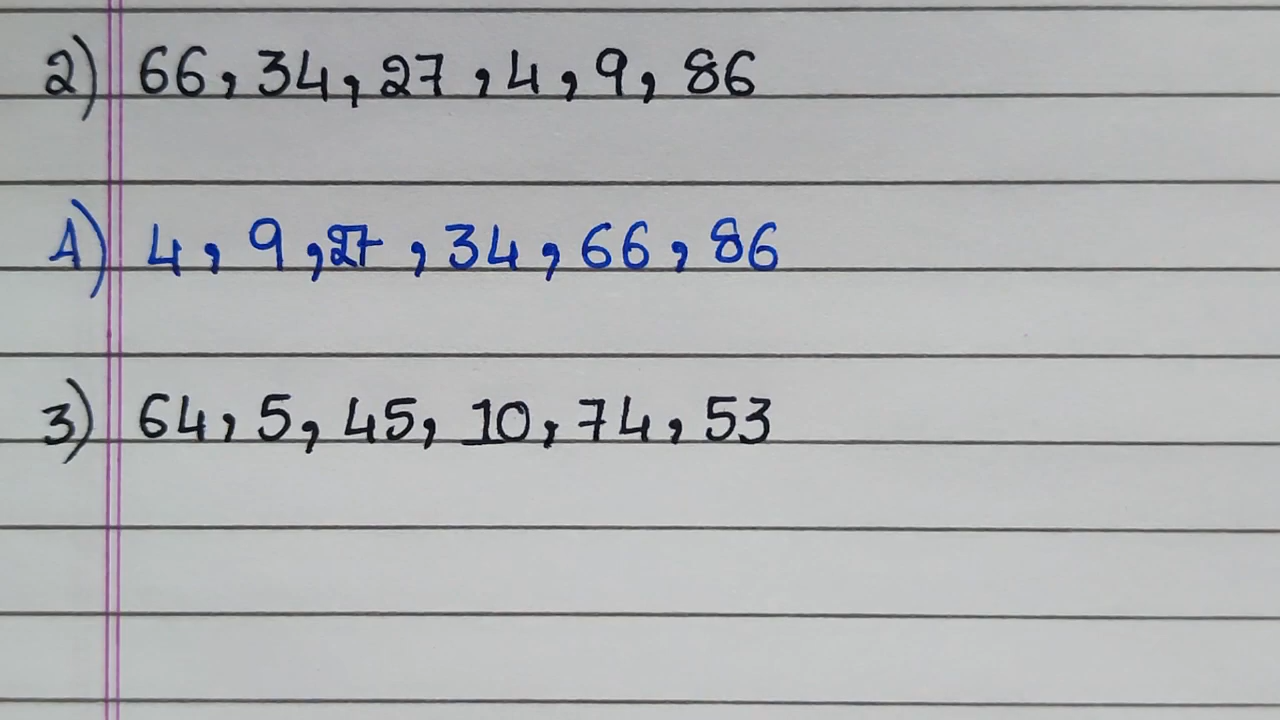 2) 66, 34, 27, 4, 9, 86
A) 4, 9, 27, 34, 66, 86
3) 64, 5, 45, 10, 74, 53